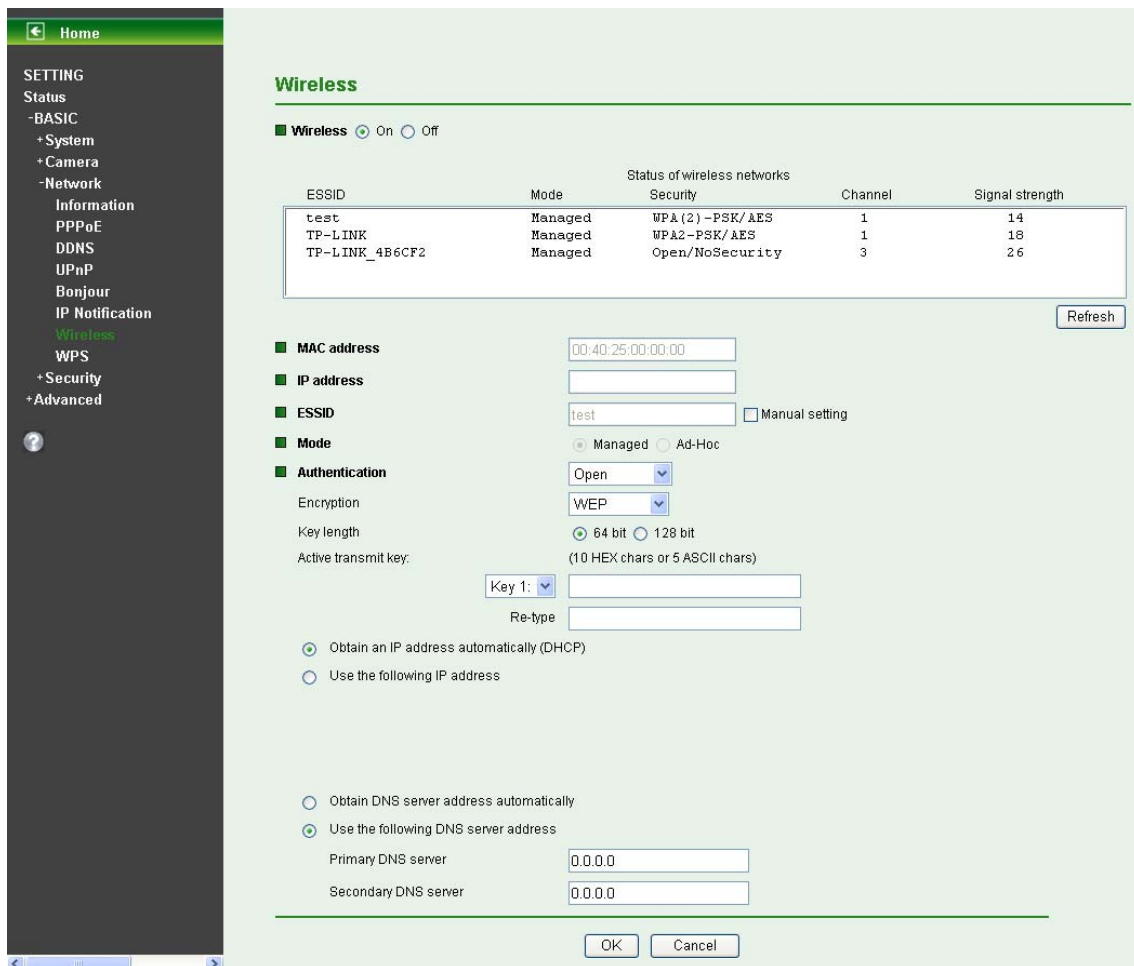 Home
SETTING
Status
-BASIC
+System
+Camera
-Network
Information
PPPoE
DDNS
UPnP
Bonjour
IP Notification
Wireless
WPS
+Security
+Advanced
?
Wireless
Wireless On Off
Status of wireless networks
ESSID Mode Security Channel Signal strength
test Managed WPA(2)-PSK/AES 1 14
TP-LINK Managed WPA2-PSK/AES 1 18
TP-LINK_4B6CF2 Managed Open/NoSecurity 3 26
Refresh
MAC address 00:40:25:00:00:00
IP address
ESSID test Manual setting
Mode Managed Ad-Hoc
Authentication Open
Encryption WEP
Key length 64 bit 128 bit
Active transmit key: (10 HEX chars or 5 ASCII chars)
Key 1:
Re-type
Obtain an IP address automatically (DHCP)
Use the following IP address
Obtain DNS server address automatically
Use the following DNS server address
Primary DNS server 0.0.0.0
Secondary DNS server 0.0.0.0
OK Cancel